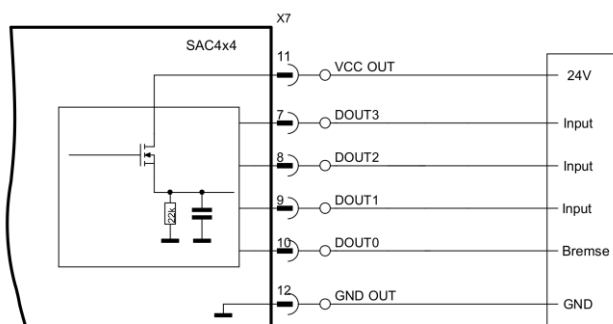 X7
SAC4x4
11 VCC OUT 24V
7 DOUT3 Input
8 DOUT2 Input
22k
9 DOUT1 Input
10 DOUT0 Bremse
12 GND OUT GND